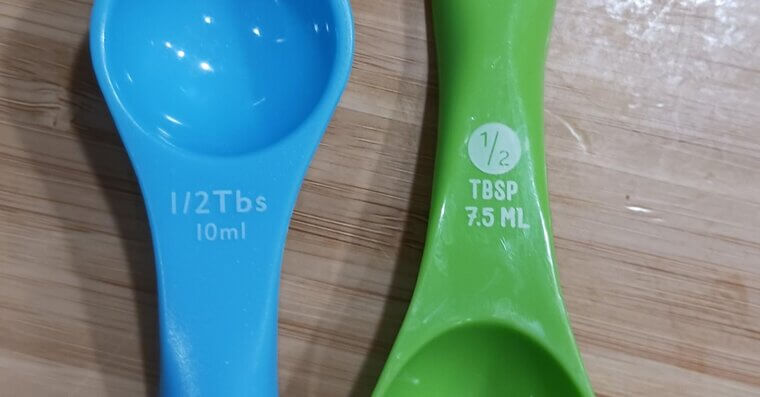 1/2Tbs
10ml
1/2
TBSP
7.5 ML